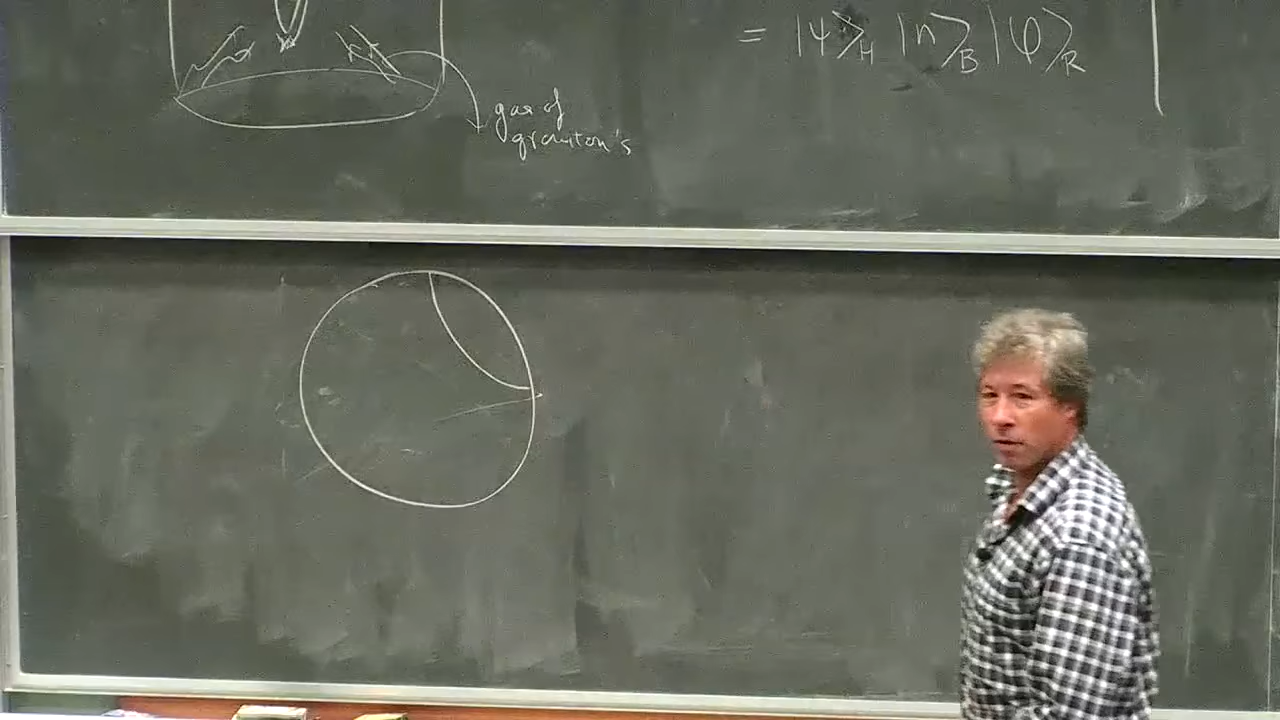 = |ψ⟩_H |n⟩_B |φ⟩_R
gas of
graviton's